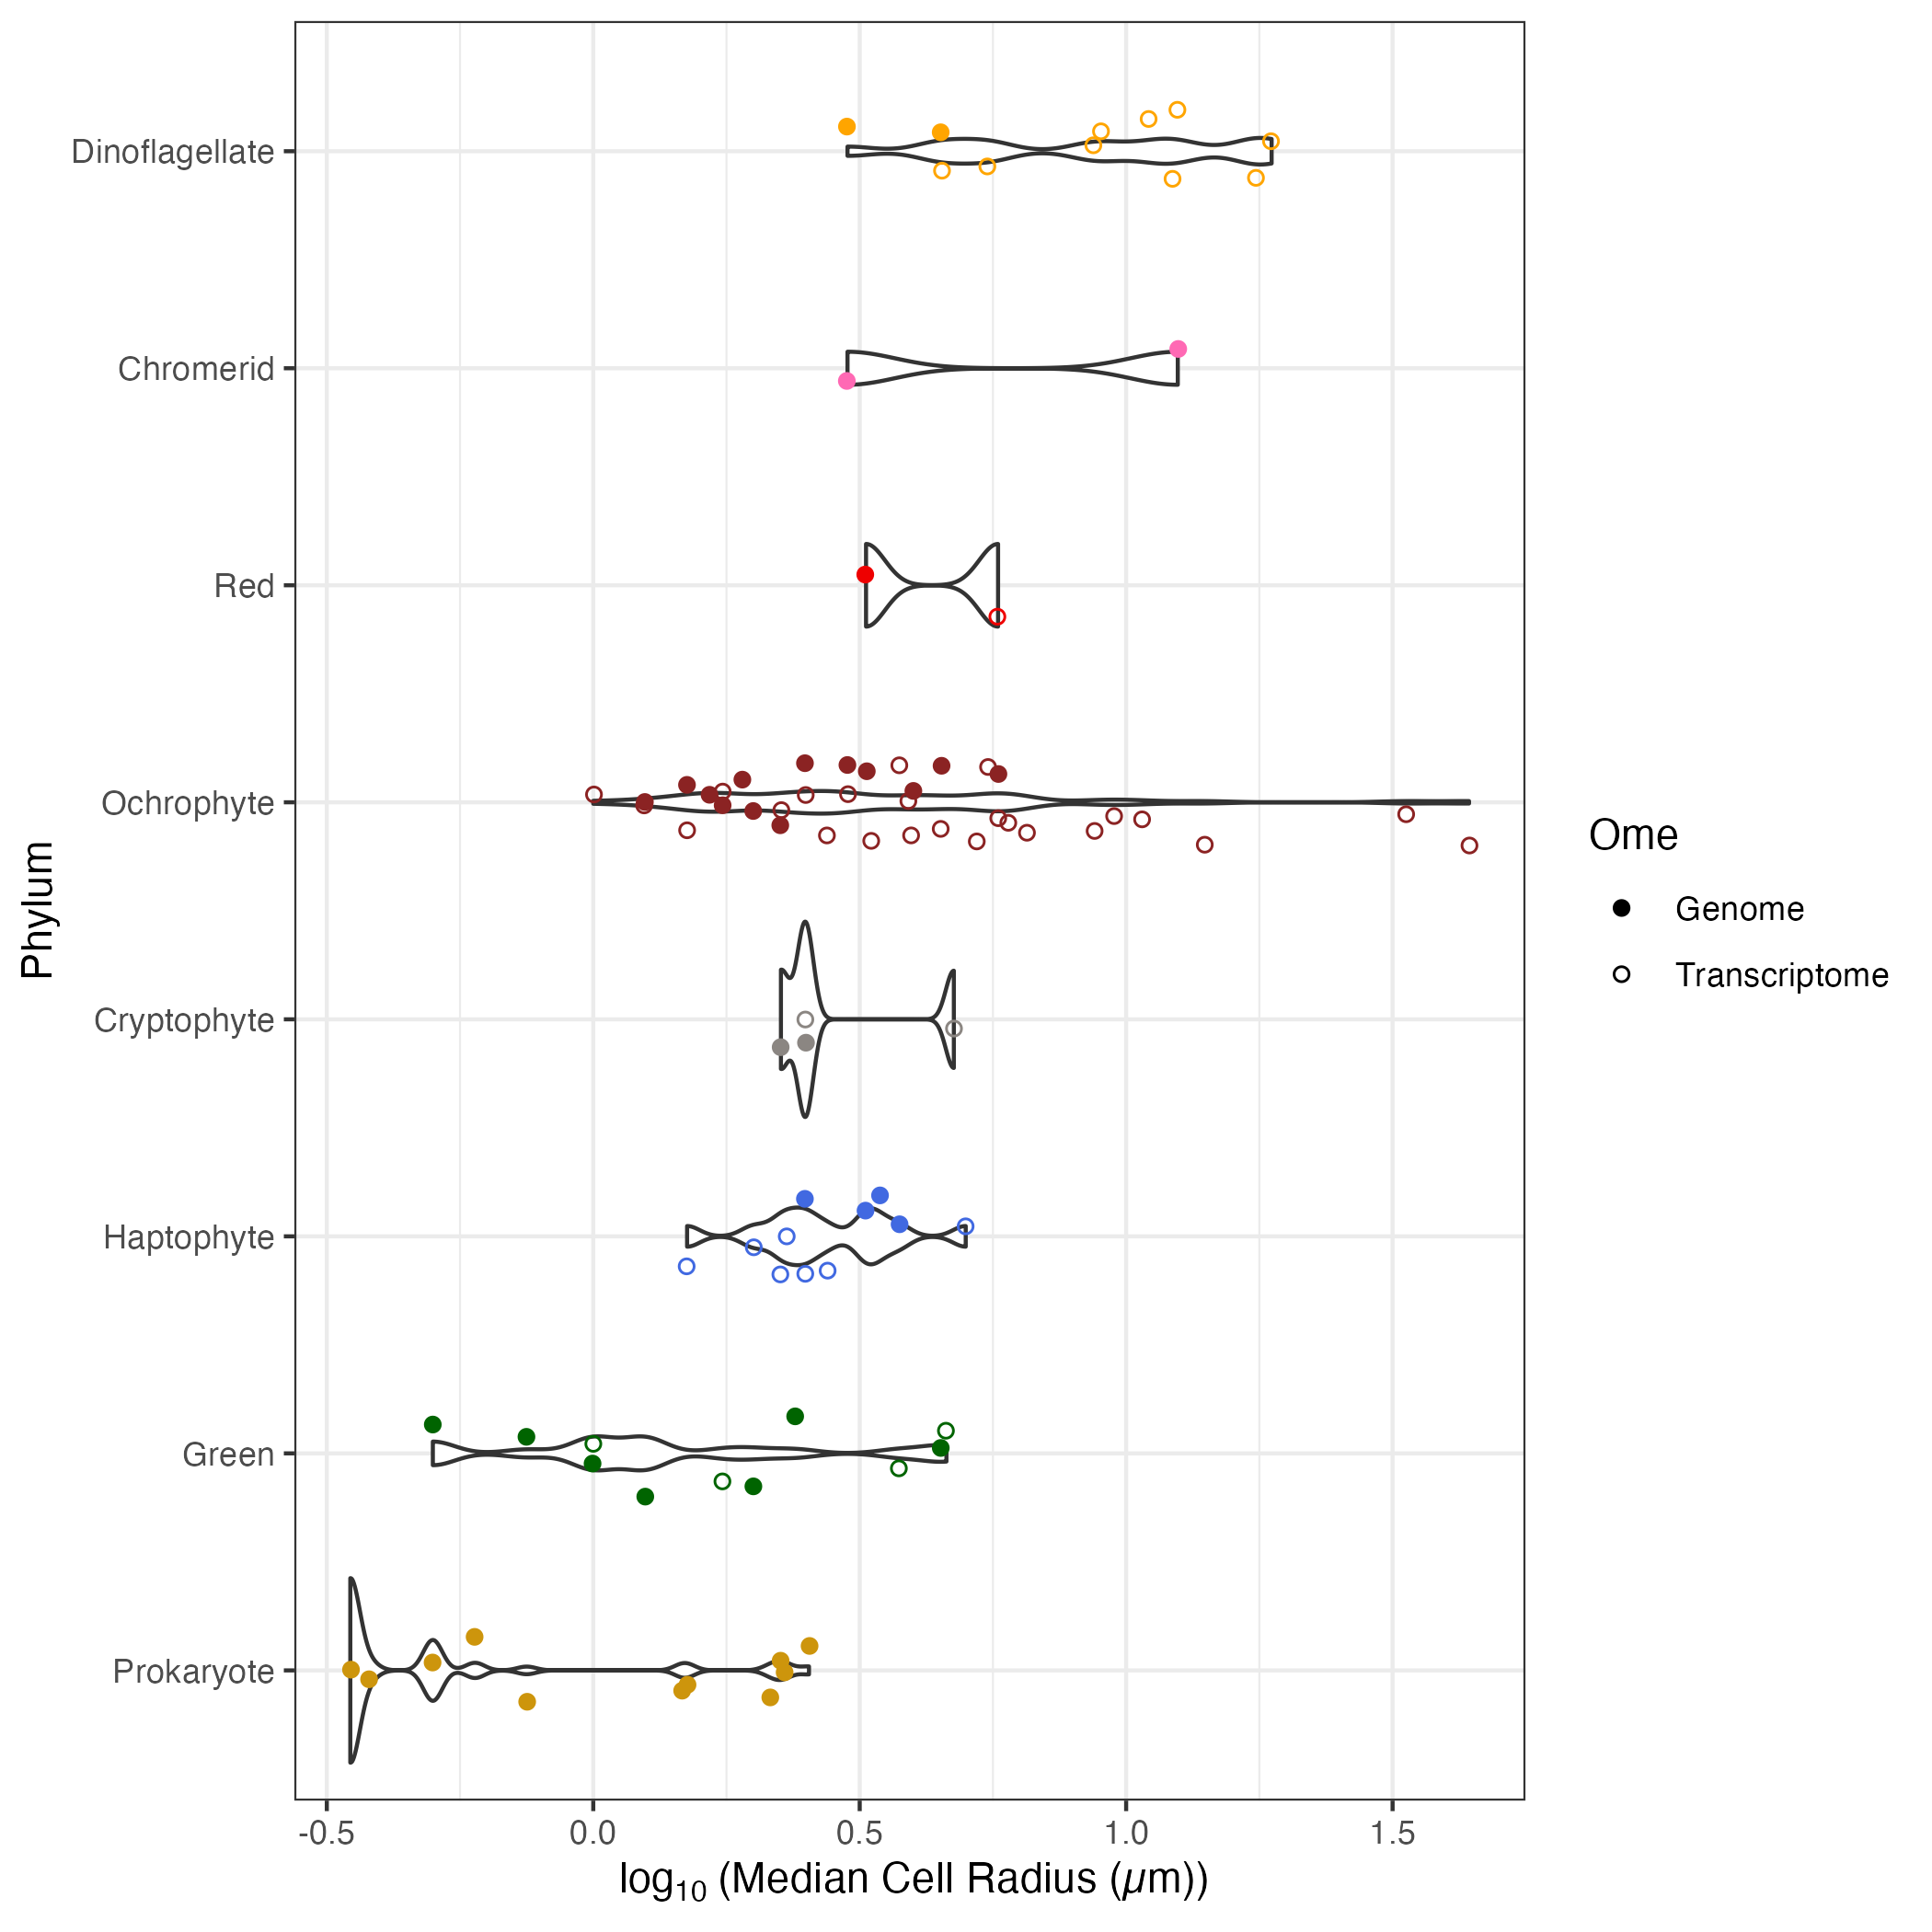 Dinoflagellate
Chromerid
Red
Ochrophyte
Cryptophyte
Haptophyte
Green
Prokaryote
Phylum
-0.5 0.0 0.5 1.0 1.5
log10 (Median Cell Radius (μm))
Ome
Genome
Transcriptome